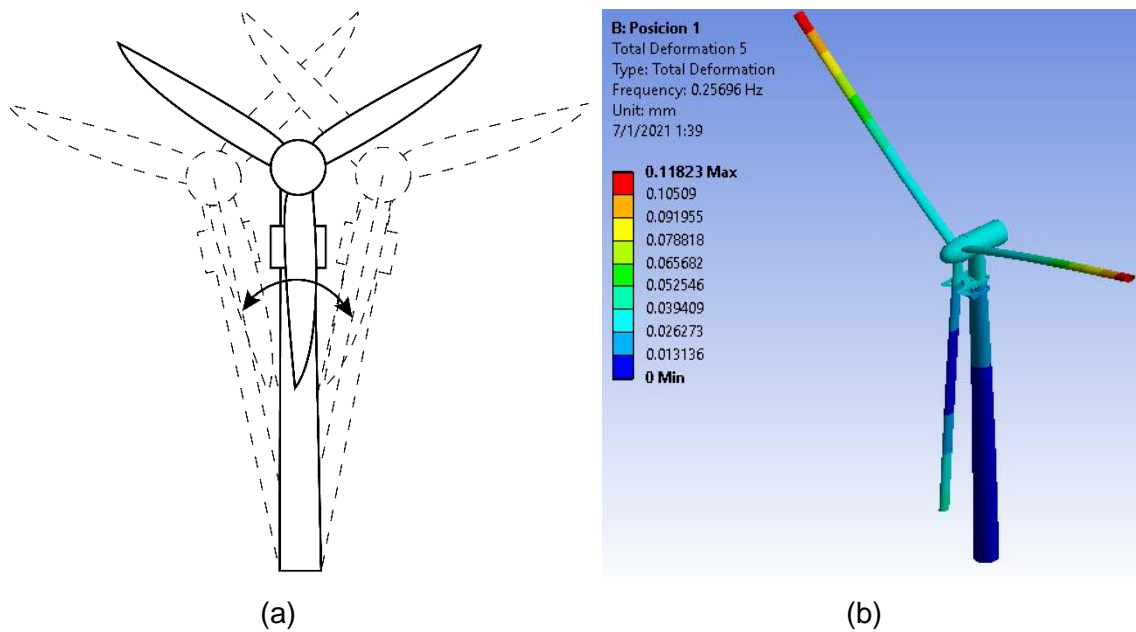 B: Posicion 1
Total Deformation 5
Type: Total Deformation
Frequency: 0.25696 Hz
Unit: mm
7/1/2021 1:39
0.11823 Max
0.10509
0.091955
0.078818
0.065682
0.052546
0.039409
0.026273
0.013136
0 Min
(a)
(b)